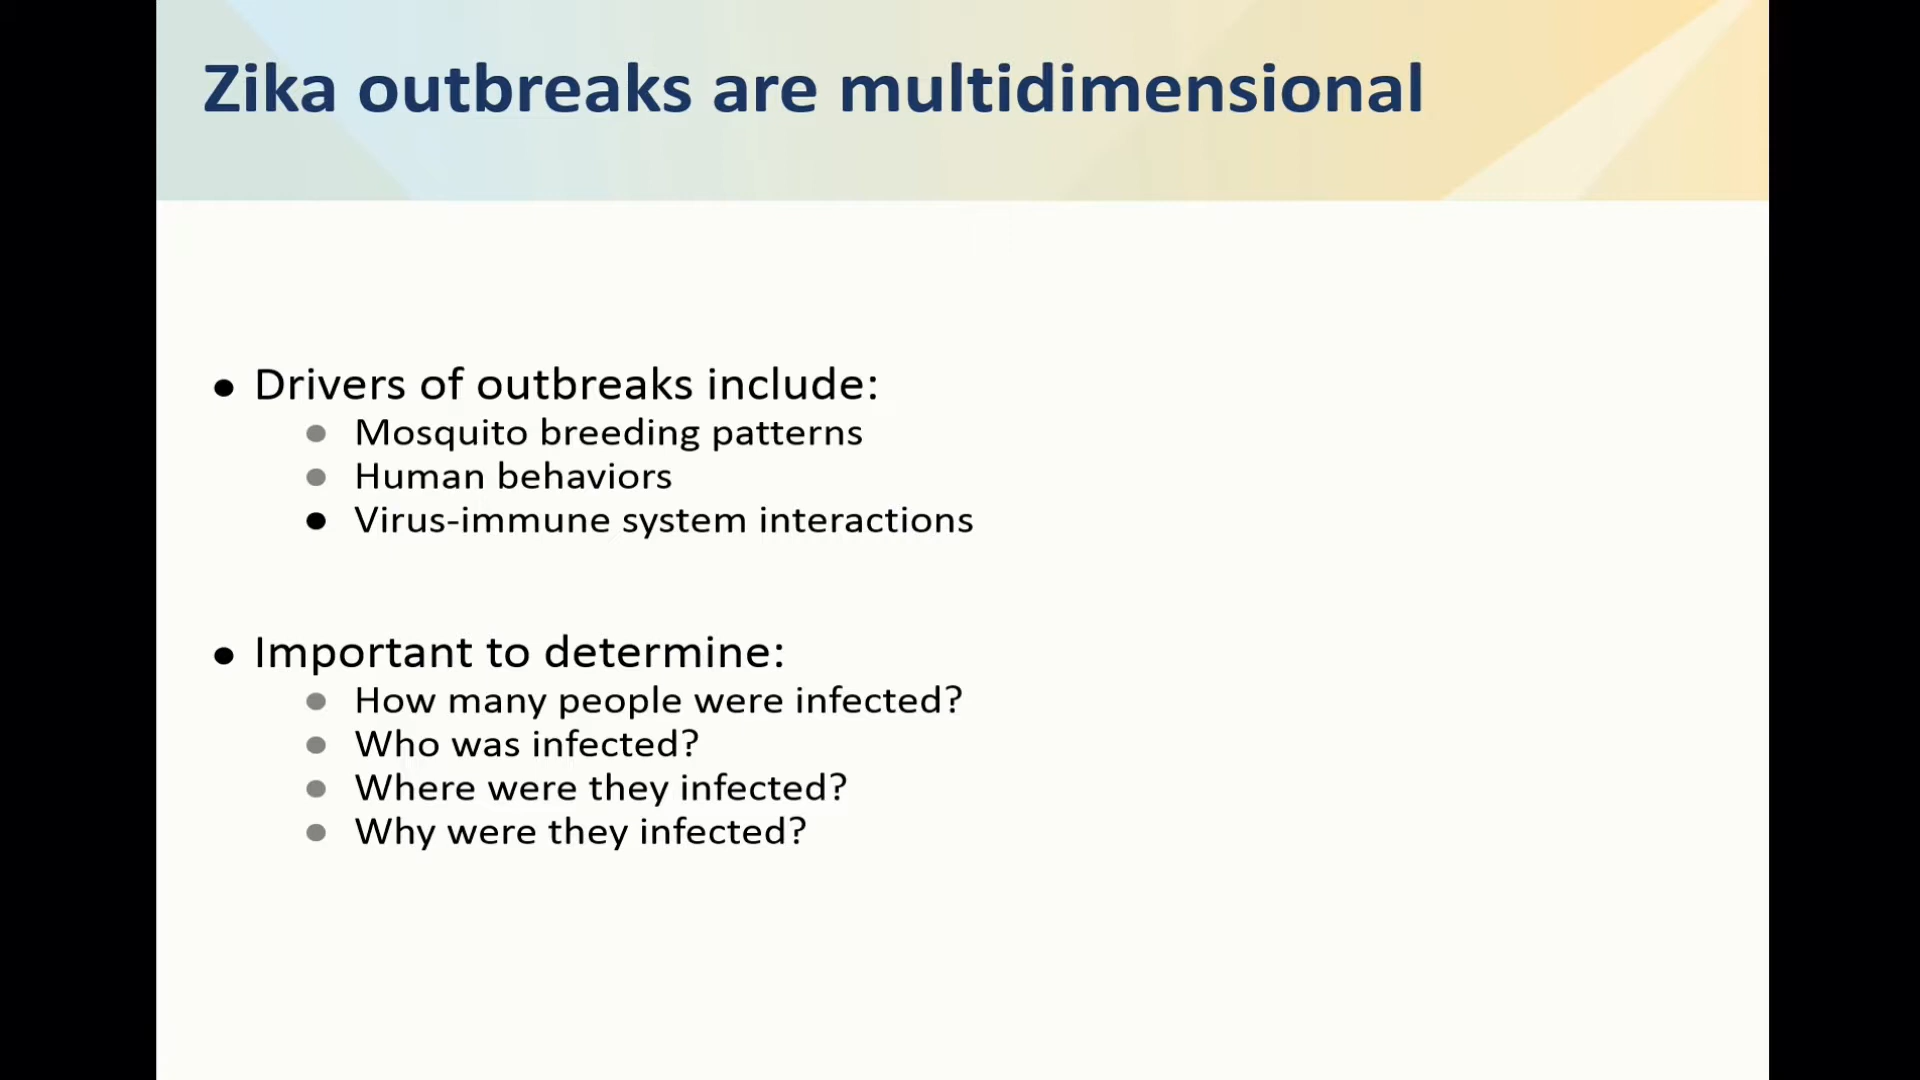 Zika outbreaks are multidimensional
● Drivers of outbreaks include:
● Mosquito breeding patterns
● Human behaviors
● Virus-immune system interactions
● Important to determine:
● How many people were infected?
● Who was infected?
● Where were they infected?
● Why were they infected?